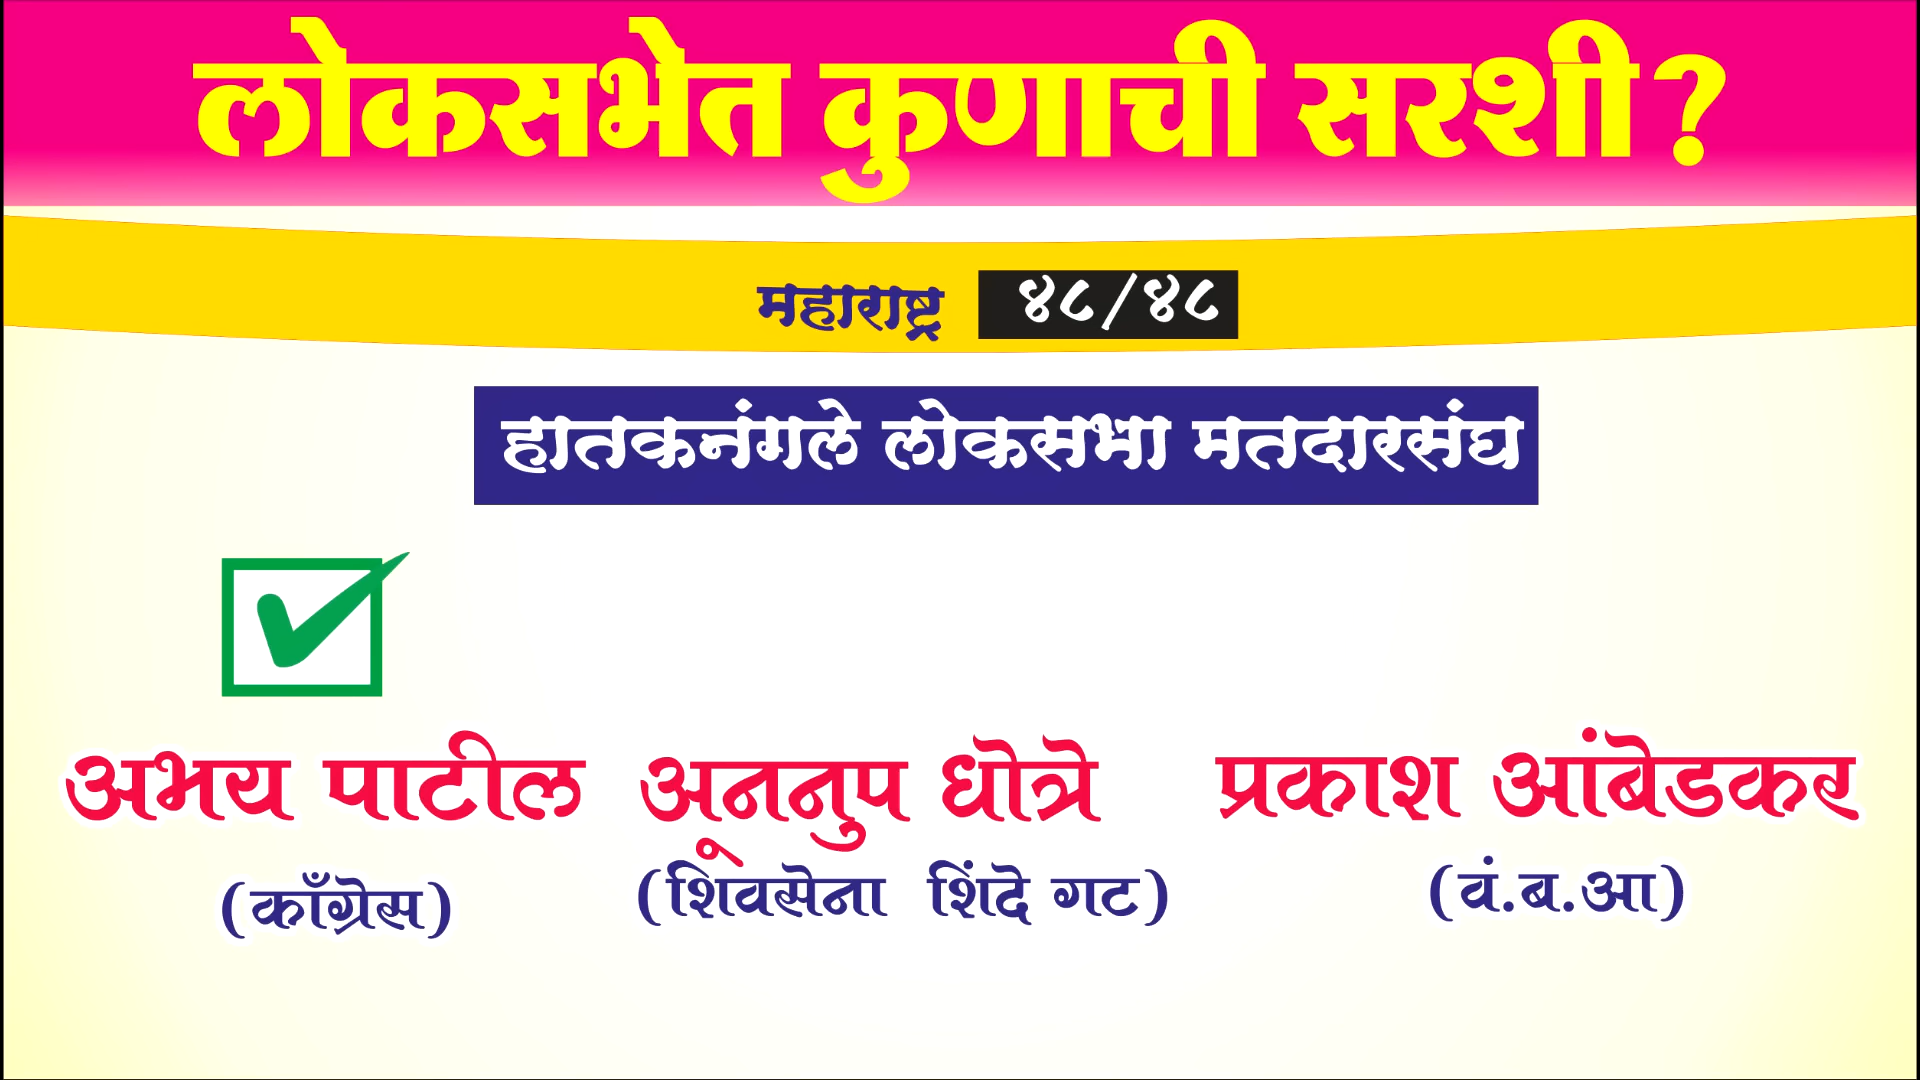 लोकसभेत कुणाची सरशी?
महाराष्ट्र ४८/४८
हातकनंगले लोकसभा मतदारसंघ
अभय पाटील अूननुप धोत्रे प्रकाश आंबेडकर
(काँग्रेस) (शिवसेना शिंदे गट) (वं.ब.आ)